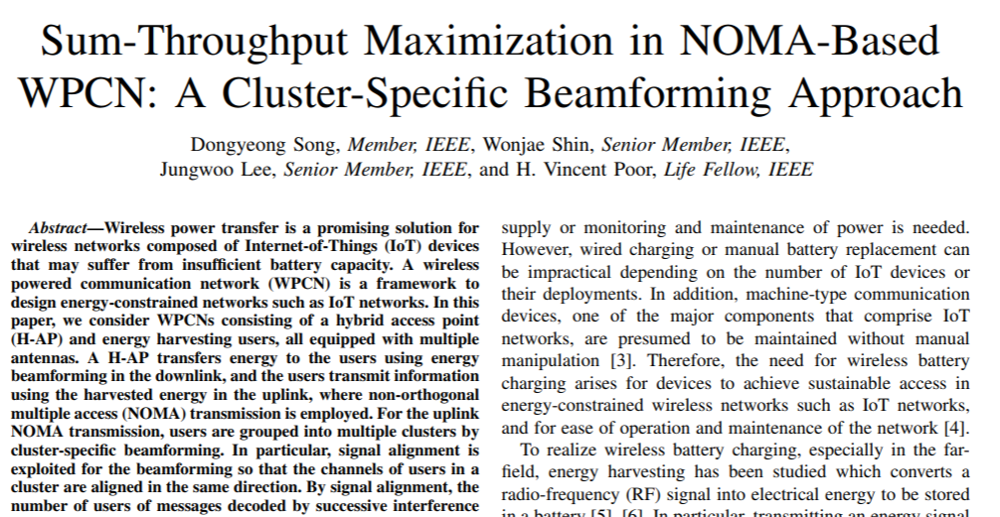 Sum-Throughput Maximization in NOMA-Based
WPCN: A Cluster-Specific Beamforming Approach
Dongyeong Song, Member, IEEE, Wonjae Shin, Senior Member, IEEE,
Jungwoo Lee, Senior Member, IEEE, and H. Vincent Poor, Life Fellow, IEEE
Abstract—Wireless power transfer is a promising solution for
wireless networks composed of Internet-of-Things (IoT) devices
that may suffer from insufficient battery capacity. A wireless
powered communication network (WPCN) is a framework to
design energy-constrained networks such as IoT networks. In this
paper, we consider WPCNs consisting of a hybrid access point
(H-AP) and energy harvesting users, all equipped with multiple
antennas. A H-AP transfers energy to the users using energy
beamforming in the downlink, and the users transmit information
using the harvested energy in the uplink, where non-orthogonal
multiple access (NOMA) transmission is employed. For the uplink
NOMA transmission, users are grouped into multiple clusters by
cluster-specific beamforming. In particular, signal alignment is
exploited for the beamforming so that the channels of users in a
cluster are aligned in the same direction. By signal alignment, the
number of users of messages decoded by successive interference
supply or monitoring and maintenance of power is needed.
However, wired charging or manual battery replacement can
be impractical depending on the number of IoT devices or
their deployments. In addition, machine-type communication
devices, one of the major components that comprise IoT
networks, are presumed to be maintained without manual
manipulation [3]. Therefore, the need for wireless battery
charging arises for devices to achieve sustainable access in
energy-constrained wireless networks such as IoT networks,
and for ease of operation and maintenance of the network [4].
To realize wireless battery charging, especially in the far-
field, energy harvesting has been studied which converts a
radio-frequency (RF) signal into electrical energy to be stored
in a battery [5], [6]. In particular, transmitting an energy signal